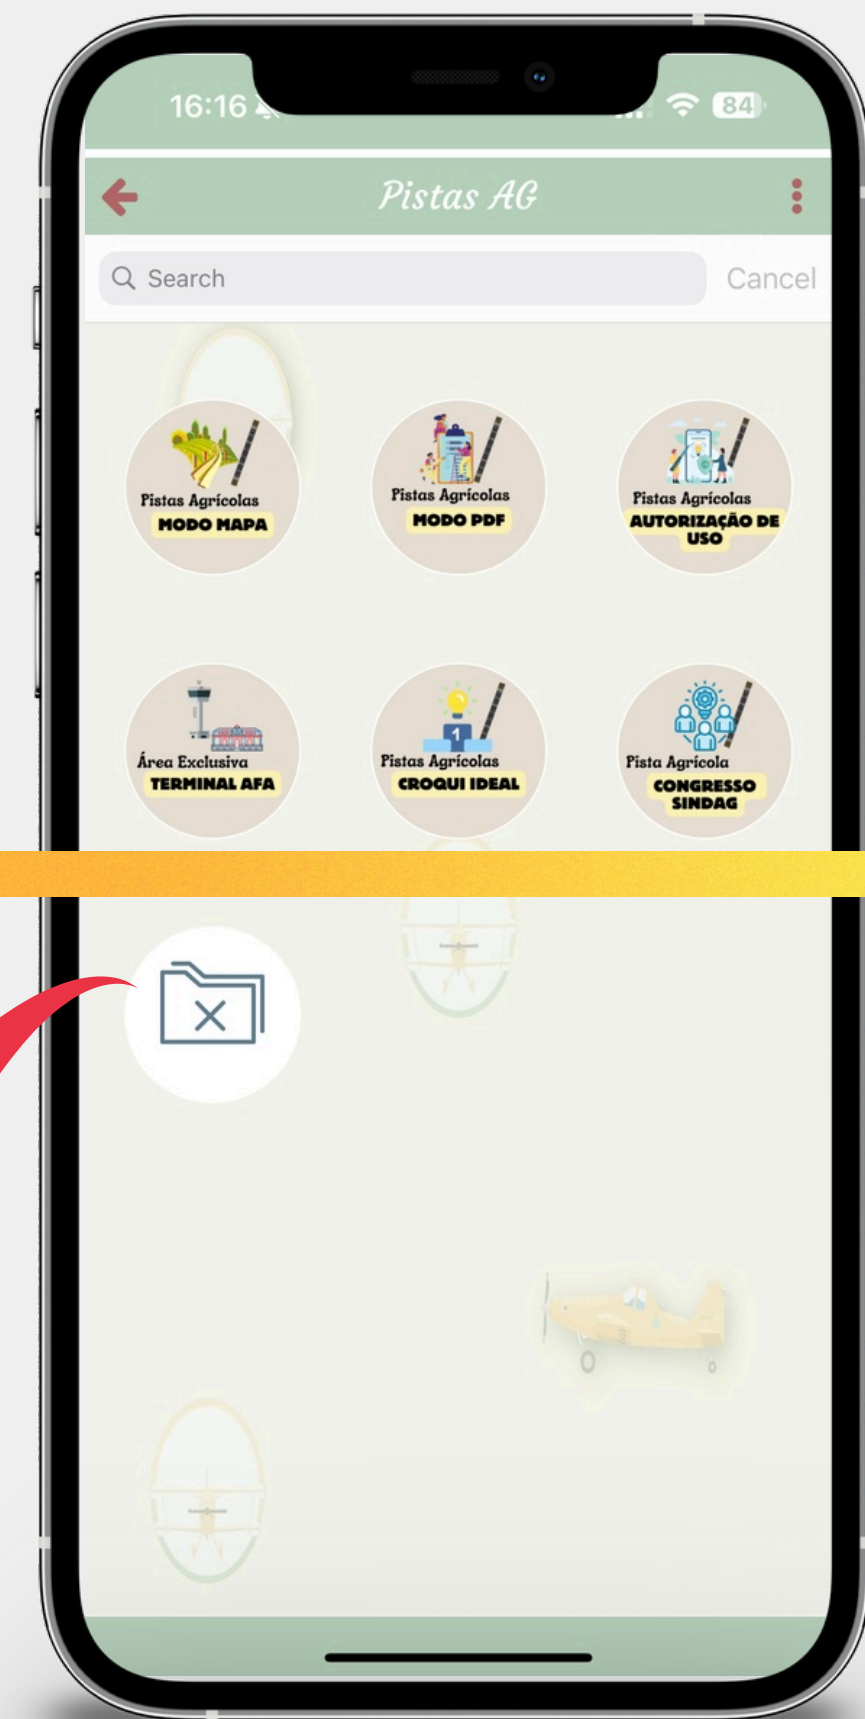 16:16
84
Pistas AG
Search
Cancel
Pistas Agrícolas
MODO MAPA
Pistas Agrícolas
MODO PDF
Pistas Agrícolas
AUTORIZAÇÃO DE
USO
Área Exclusiva
TERMINAL AFA
1
Pistas Agrícolas
CROQUI IDEAL
Pista Agrícola
CONGRESSO
SINDAG